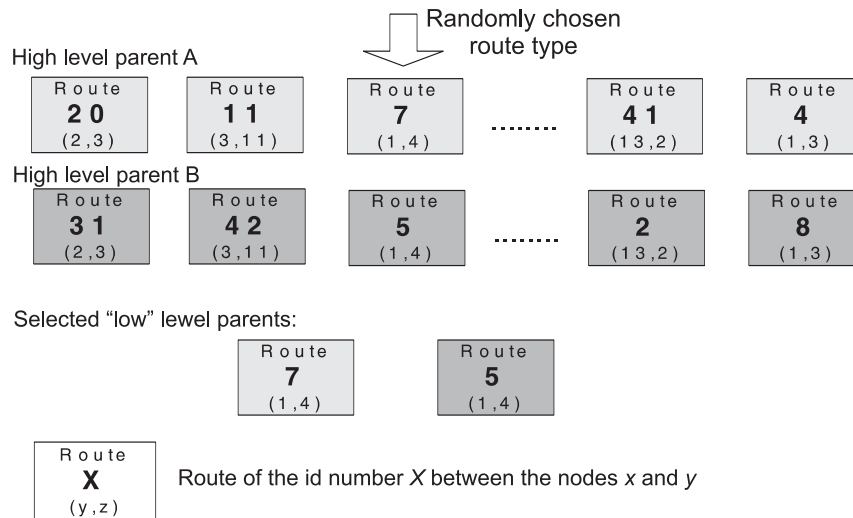 Randomly chosen
route type
High level parent A
Route Route Route Route Route
20 11 7 ........ 41 4
(2,3) (3,11) (1,4) (13,2) (1,3)
High level parent B
Route Route Route Route Route
31 42 5 ........ 2 8
(2,3) (3,11) (1,4) (13,2) (1,3)
Selected “low” lewel parents:
Route Route
7 5
(1,4) (1,4)
Route
X
(y,z)
Route of the id number X between the nodes x and y